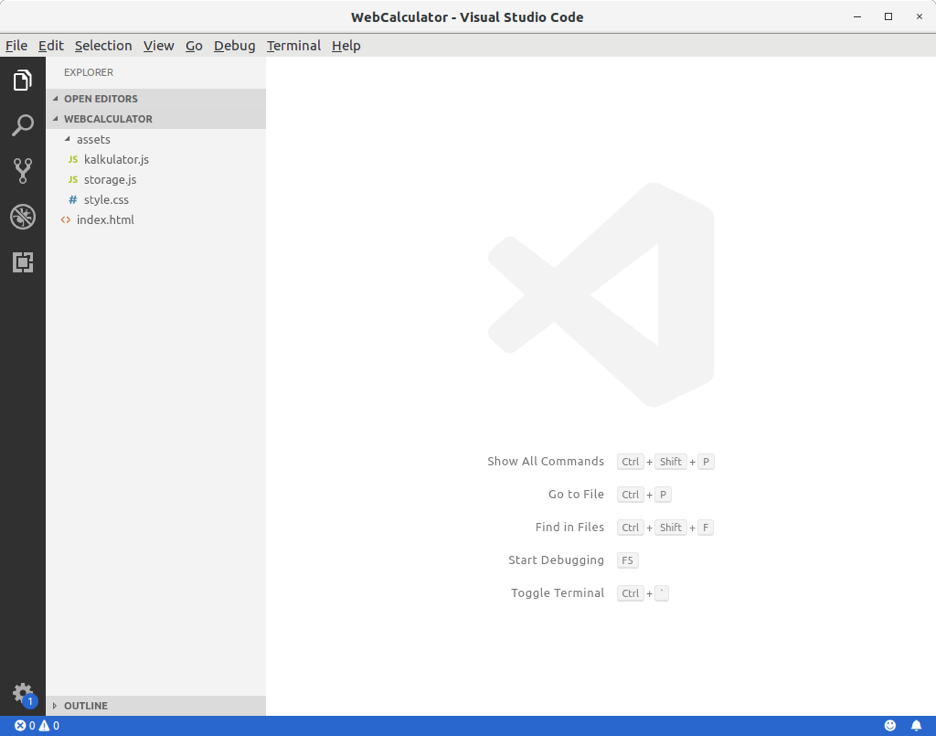 WebCalculator - Visual Studio Code
File Edit Selection View Go Debug Terminal Help
EXPLORER
OPEN EDITORS
WEBCALCULATOR
assets
JS kalkulator.js
JS storage.js
# style.css
<> index.html
Show All Commands Ctrl + Shift + P
Go to File Ctrl + P
Find in Files Ctrl + Shift + F
Start Debugging F5
Toggle Terminal Ctrl + `
1
OUTLINE
0 0